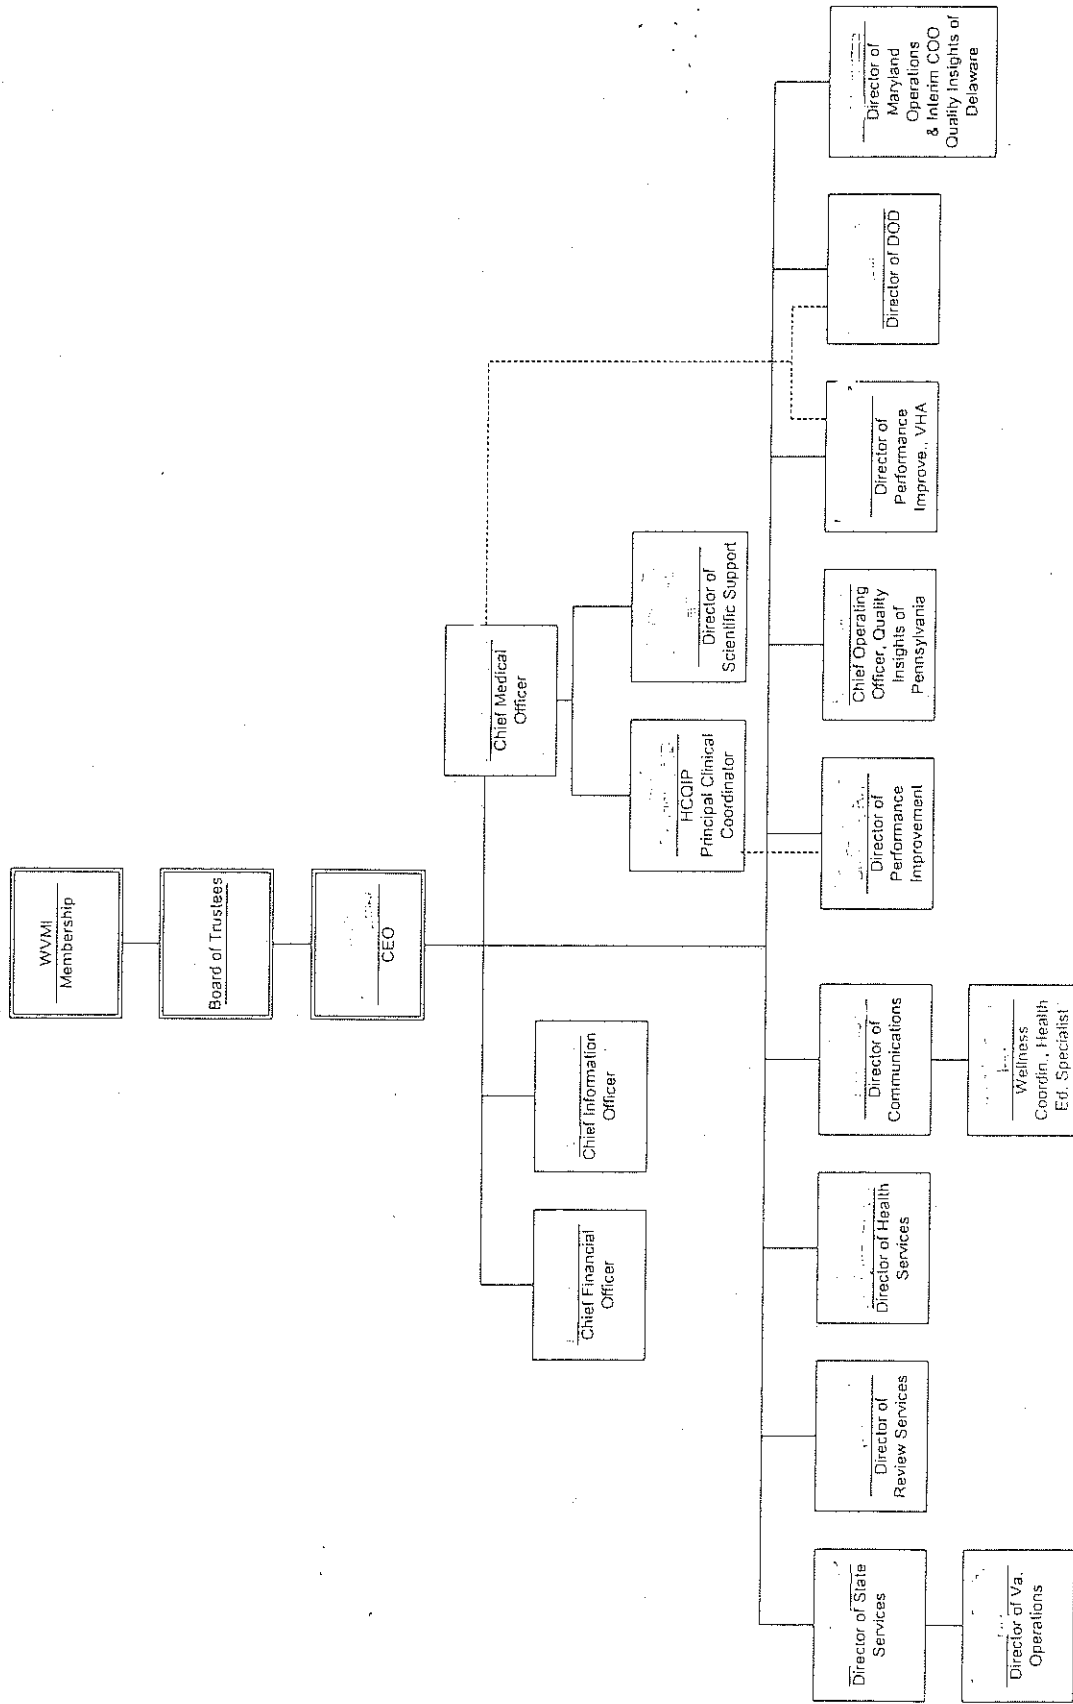 WVMI
Membership
Board of Trustees
CEO
Chief Financial
Officer
Chief Information
Officer
Chief Medical
Officer
HCQIP
Principal Clinical
Coordinator
Director of
Scientific Support
Director of State
Services
Director of
Review Services
Director of Health
Services
Director of
Communications
Director of
Performance
Improvement
Chief Operating
Officer, Quality
Insights of
Pennsylvania
Director of
Performance
Improve., VHA
Director of DOD
Director of
Maryland
Operations
& Interim COO
Quality Insights of
Delaware
Director of Va.
Operations
Wellness
Coordin., Health
Ed. Specialist